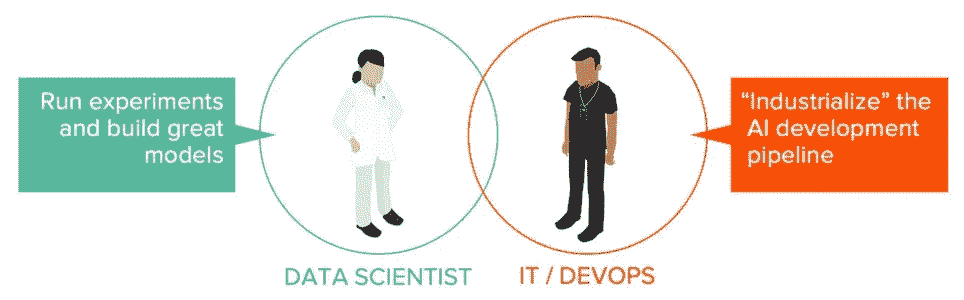 Run experiments
and build great
models
“Industrialize” the
AI development
pipeline
DATA SCIENTIST
IT / DEVOPS